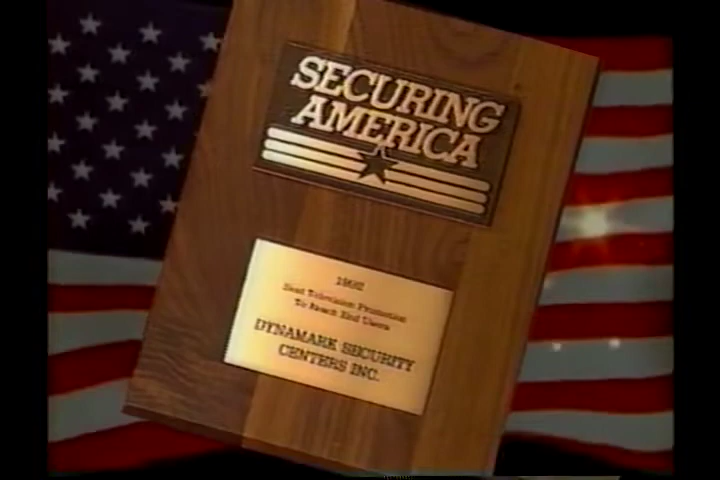 SECURING
AMERICA
1992
Best Television Promotion
To Reach End Users
DYNAMARK SECURITY
CENTERS INC.